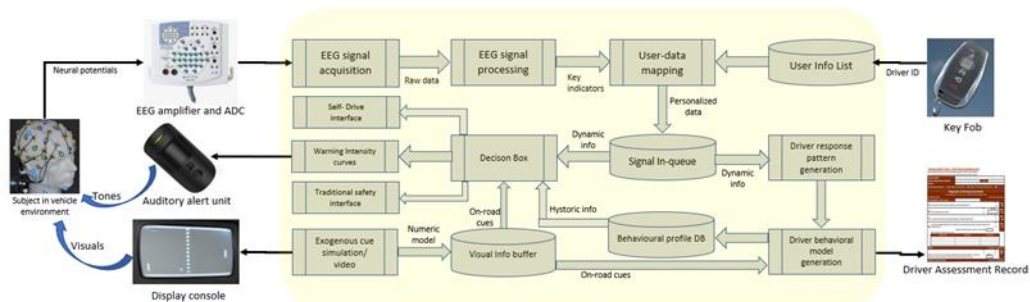 Neural potentials
EEG amplifier and ADC
EEG signal
acquisition
Raw data
EEG signal
processing
Key
indicators
User-data
mapping
User Info List
Driver ID
Key Fob
Personalized
data
Self- Drive
interface
Warning Intensity
curves
Traditional safety
interface
Decison Box
Dynamic
info
Signal In-queue
Dynamic
info
Driver response
pattern
generation
Subject in vehicle
environment
Tones
Auditory alert unit
Visuals
Display console
Exogenous cue
simulation/
video
Numeric
model
On-road
cues
Visual Info buffer
Hystoric info
Behavioural profile DB
On-road cues
Driver behavioral
model
generation
Driver Assessment Record